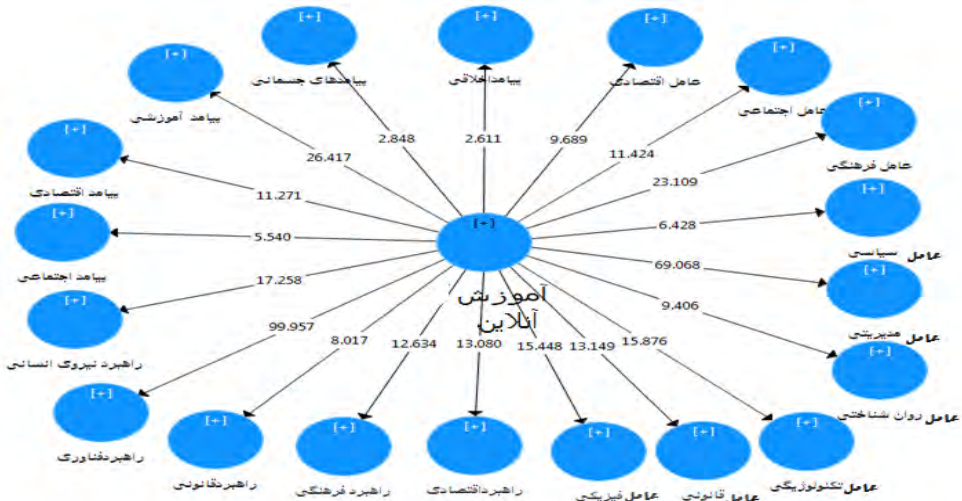 [+]
[+]
[+]
پیامدهای جسمانی
پیامداخلاقی
عامل اقتصادی
[+]
[+]
پیامد آموزشی
عامل اجتماعی
[+]
[+]
2.848
2.611
9.689
26.417
11.424
عامل فرهنگی
پیامد اقتصادی
11.271
23.109
[+]
[+]
[+]
5.540
6.428
عامل سیاسی
پیامد اجتماعی
17.258
69.068
[+]
[+]
آموزش
آنلاین
99.957
8.017
12.634
13.080
15.448
13.149
15.876
9.406
راهبرد نیروی انسانی
عامل مدیریتی
[+]
[+]
عامل روان شناختی
راهبردفناوری
[+]
[+]
[+]
[+]
[+]
[+]
راهبردقانونی
راهبرد فرهنگی
راهبرداقتصادی
عامل فیزیکی
عامل قانونی
عامل تکنولوژیکی